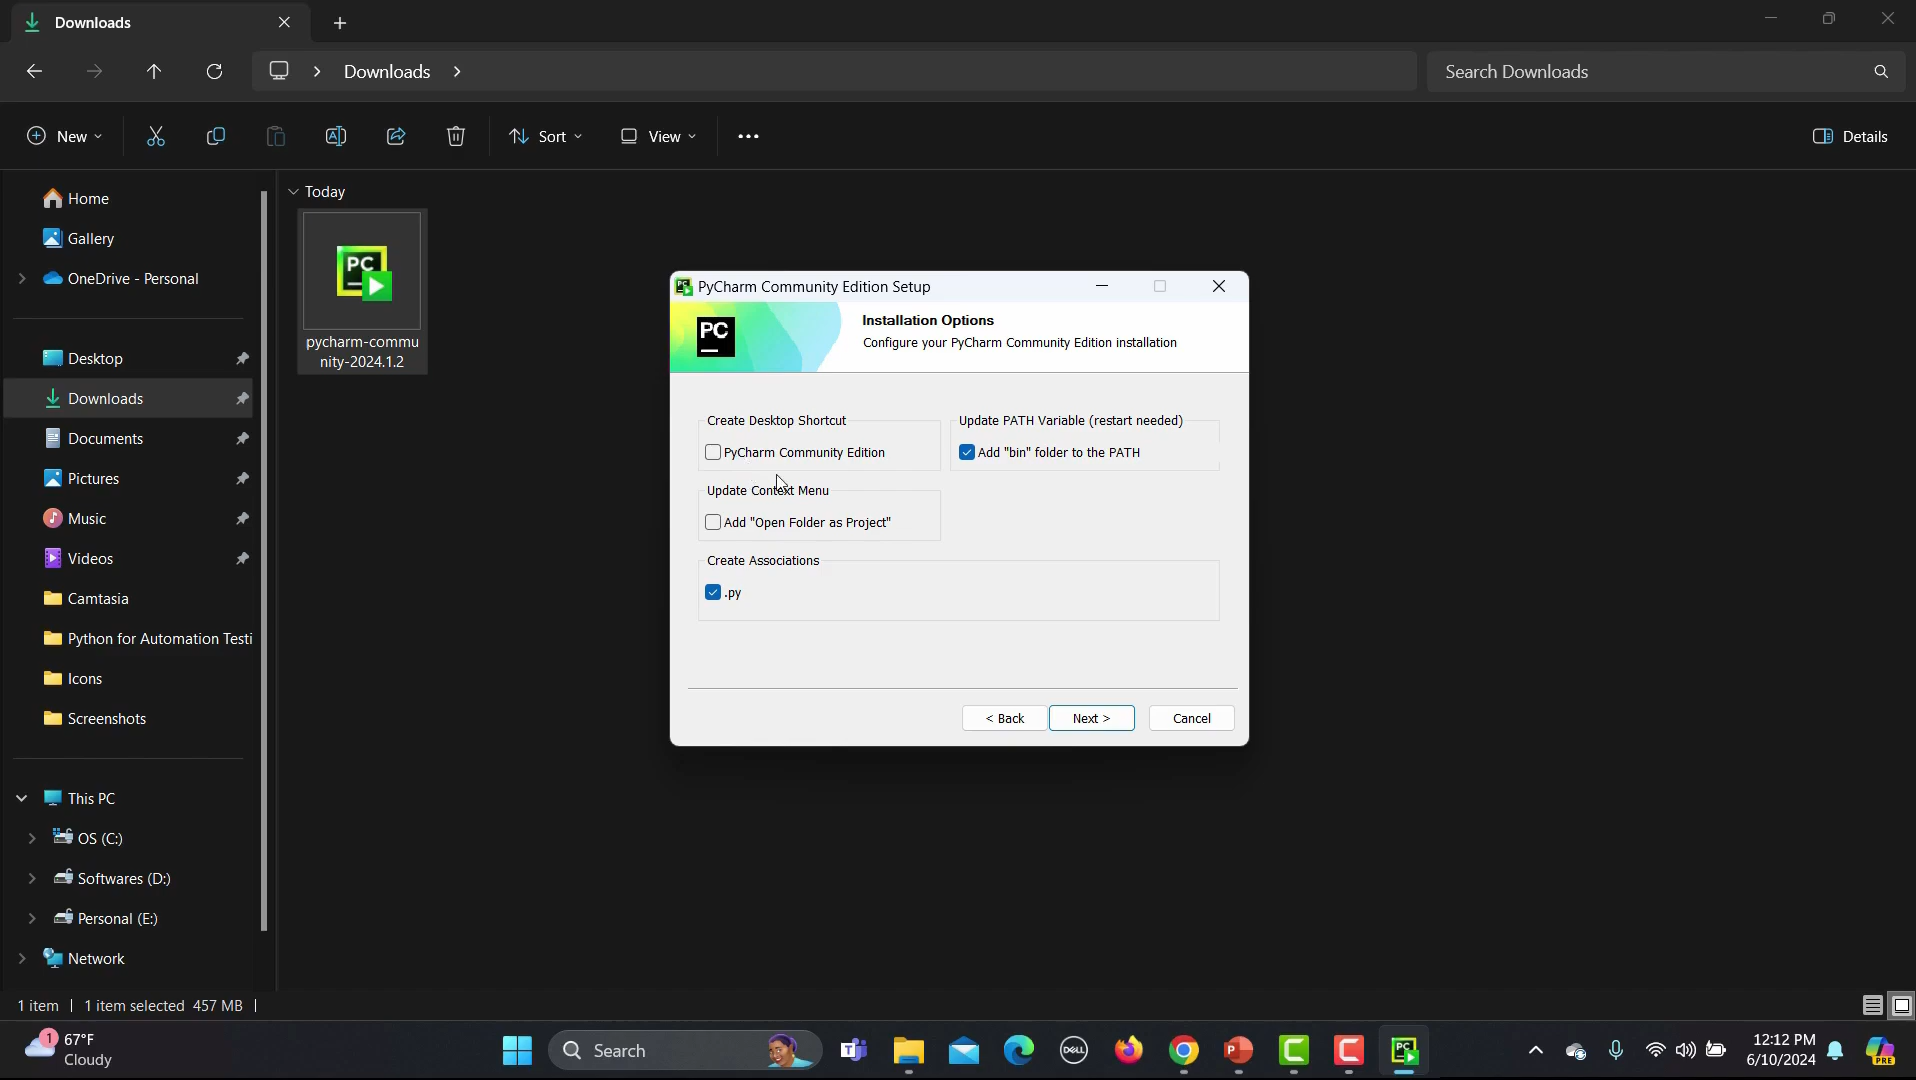 Downloads
Downloads
Search Downloads
New
Sort
View
Details
Home
Gallery
OneDrive - Personal
Desktop
Downloads
Documents
Pictures
Music
Videos
Camtasia
Python for Automation Testi
Icons
Screenshots
This PC
OS (C:)
Softwares (D:)
Personal (E:)
Network
Today
PC
pycharm-commu
nity-2024.1.2
PyCharm Community Edition Setup
PC
Installation Options
Configure your PyCharm Community Edition installation
Create Desktop Shortcut
PyCharm Community Edition
Update PATH Variable (restart needed)
Add "bin" folder to the PATH
Update Context Menu
Add "Open Folder as Project"
Create Associations
.py
< Back
Next >
Cancel
1 item
1 item selected 457 MB
1
67°F
Cloudy
Search
DELL
PC
12:12 PM
6/10/2024
PRE